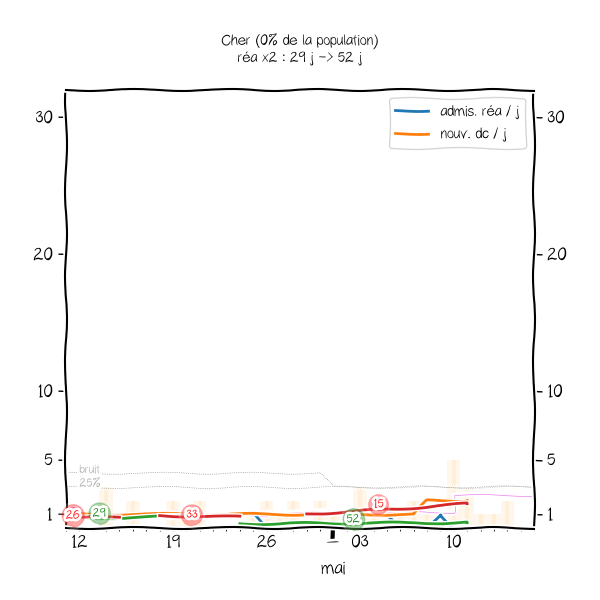 Cher (0% de la population)
réa x2 : 29 j -> 52 j
admis. réa / j
nouv. dc / j
30 30
20 20
10 10
5 5
bruit
25%
1 26 29 33 52 15 1
12 19 26 03 10
mai